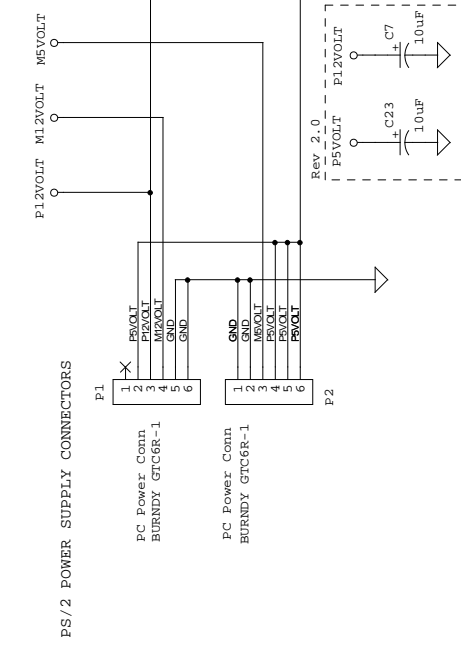 PS/2 POWER SUPPLY CONNECTORS
P12VOLT
M12VOLT
M5VOLT
PC Power Conn
BURNDY GTC6R-1
P1
1
2
3
4
5
6
P5VOLT
P12VOLT
M12VOLT
GND
GND
PC Power Conn
BURNDY GTC6R-1
P2
1
2
3
4
5
6
GND
GND
M5VOLT
P5VOLT
P5VOLT
P5VOLT
Rev 2.0
P5VOLT
+
C23
10uF
P12VOLT
+
C7
10uF